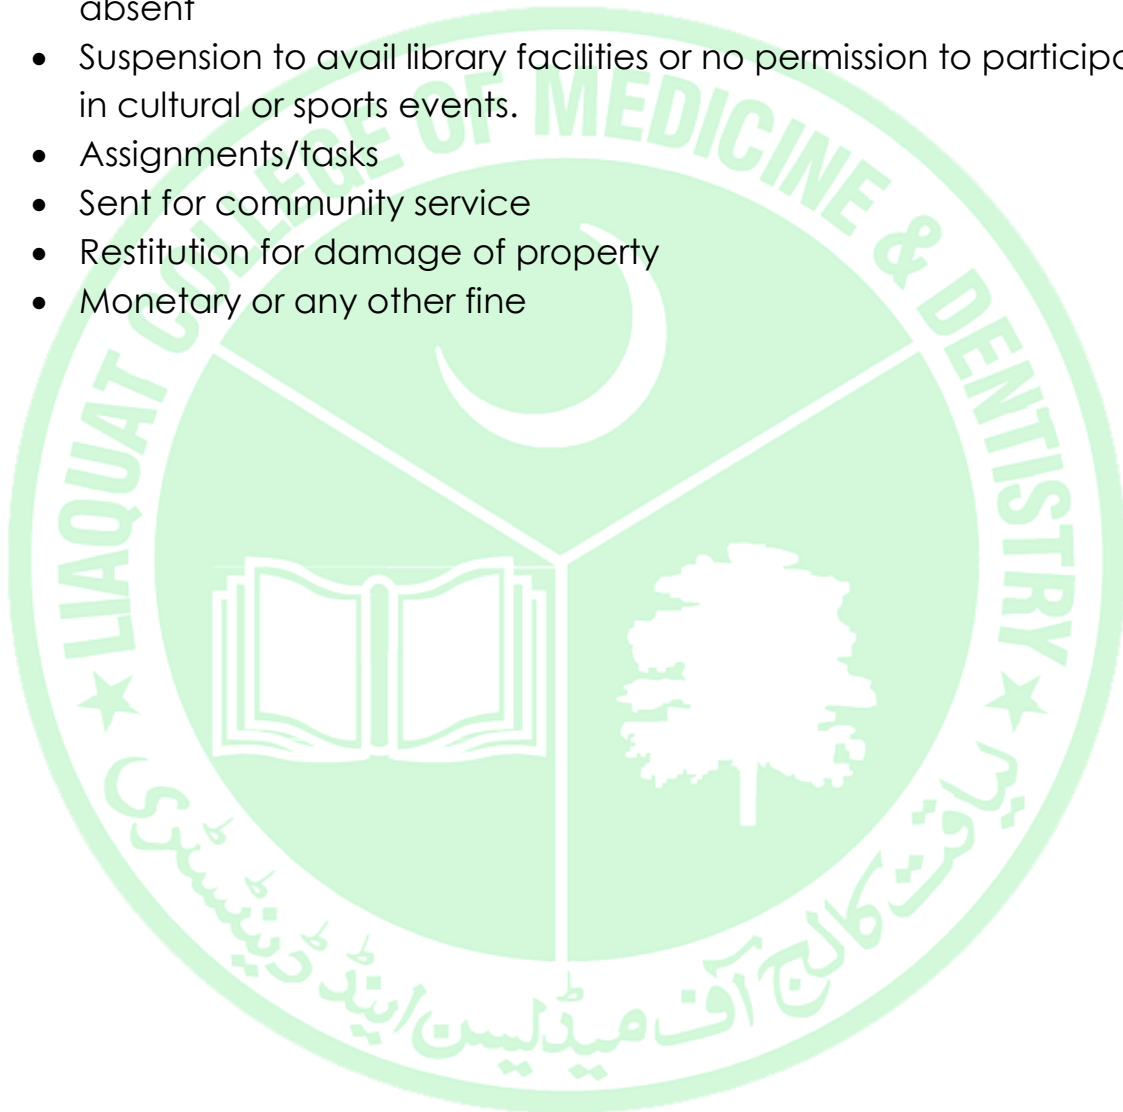 absent
• Suspension to avail library facilities or no permission to participa
in cultural or sports events.
• Assignments/tasks
• Sent for community service
• Restitution for damage of property
• Monetary or any other fine
LIAQUAT COLLEGE OF MEDICINE & DENTISTRY
لیاقت کالج آف میڈیسن اینڈ ڈینٹسٹری